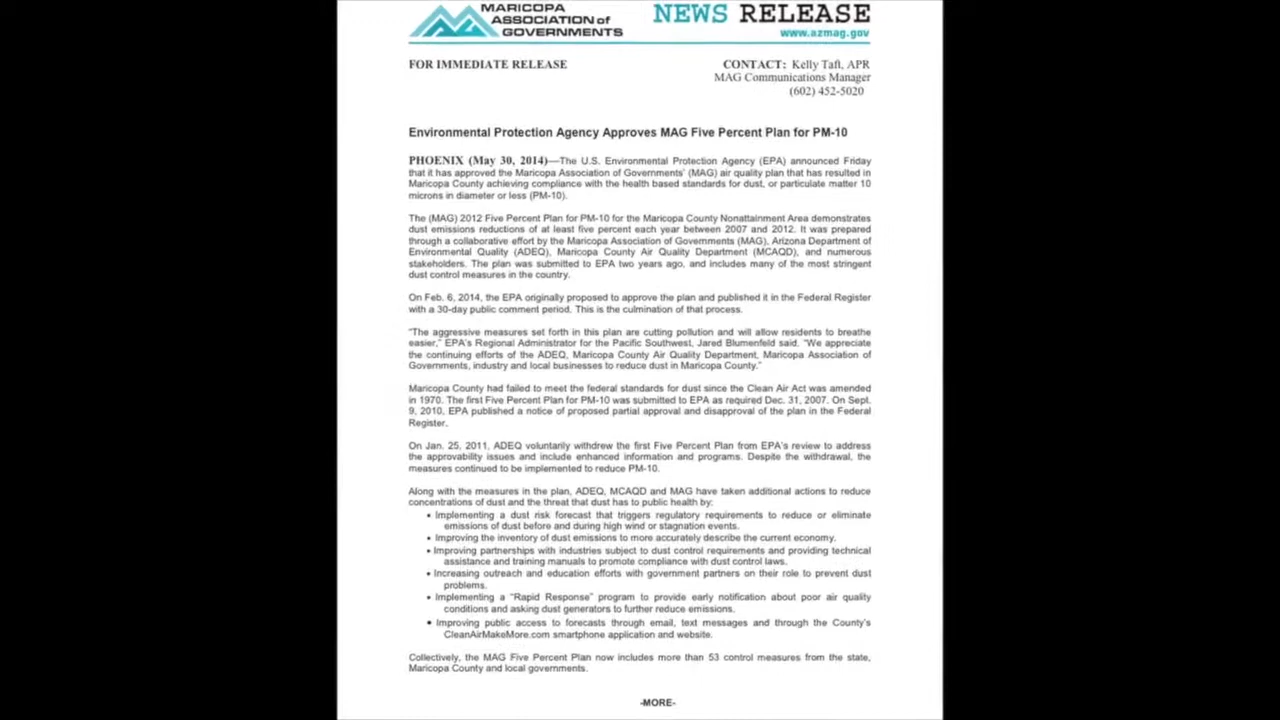 MARICOPA
ASSOCIATION of
GOVERNMENTS
NEWS RELEASE
www.azmag.gov
FOR IMMEDIATE RELEASE
CONTACT: Kelly Taft, APR
MAG Communications Manager
(602) 452-5020
Environmental Protection Agency Approves MAG Five Percent Plan for PM-10
PHOENIX (May 30, 2014)—The U.S. Environmental Protection Agency (EPA) announced Friday
that it has approved the Maricopa Association of Governments' (MAG) air quality plan that has resulted in
Maricopa County achieving compliance with the health based standards for dust, or particulate matter 10
microns in diameter or less (PM-10).
The (MAG) 2012 Five Percent Plan for PM-10 for the Maricopa County Nonattainment Area demonstrates
dust emissions reductions of at least five percent each year between 2007 and 2012. It was prepared
through a collaborative effort by the Maricopa Association of Governments (MAG), Arizona Department of
Environmental Quality (ADEQ), Maricopa County Air Quality Department (MCAQD), and numerous
stakeholders. The plan was submitted to EPA two years ago, and includes many of the most stringent
dust control measures in the country.
On Feb. 6, 2014, the EPA originally proposed to approve the plan and published it in the Federal Register
with a 30-day public comment period. This is the culmination of that process.
"The aggressive measures set forth in this plan are cutting pollution and will allow residents to breathe
easier," EPA's Regional Administrator for the Pacific Southwest, Jared Blumenfeld said. "We appreciate
the continuing efforts of the ADEQ, Maricopa County Air Quality Department, Maricopa Association of
Governments, industry and local businesses to reduce dust in Maricopa County."
Maricopa County had failed to meet the federal standards for dust since the Clean Air Act was amended
in 1970. The first Five Percent Plan for PM-10 was submitted to EPA as required Dec. 31, 2007. On Sept.
9, 2010, EPA published a notice of proposed partial approval and disapproval of the plan in the Federal
Register.
On Jan. 25, 2011, ADEQ voluntarily withdrew the first Five Percent Plan from EPA's review to address
the approvability issues and include enhanced information and programs. Despite the withdrawal, the
measures continued to be implemented to reduce PM-10.
Along with the measures in the plan, ADEQ, MCAQD and MAG have taken additional actions to reduce
concentrations of dust and the threat that dust has to public health by:
• Implementing a dust risk forecast that triggers regulatory requirements to reduce or eliminate
emissions of dust before and during high wind or stagnation events.
• Improving the inventory of dust emissions to more accurately describe the current economy.
• Improving partnerships with industries subject to dust control requirements and providing technical
assistance and training manuals to promote compliance with dust control laws.
• Increasing outreach and education efforts with government partners on their role to prevent dust
problems.
• Implementing a "Rapid Response" program to provide early notification about poor air quality
conditions and asking dust generators to further reduce emissions.
• Improving public access to forecasts through email, text messages and through the County's
CleanAirMakeMore.com smartphone application and website.
Collectively, the MAG Five Percent Plan now includes more than 53 control measures from the state,
Maricopa County and local governments.
-MORE-